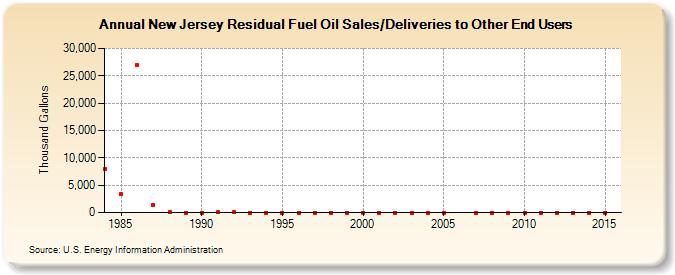 Annual New Jersey Residual Fuel Oil Sales/Deliveries to Other End Users
Thousand Gallons
30,000
25,000
20,000
15,000
10,000
5,000
0
1985 1990 1995 2000 2005 2010 2015
Source: U.S. Energy Information Administration